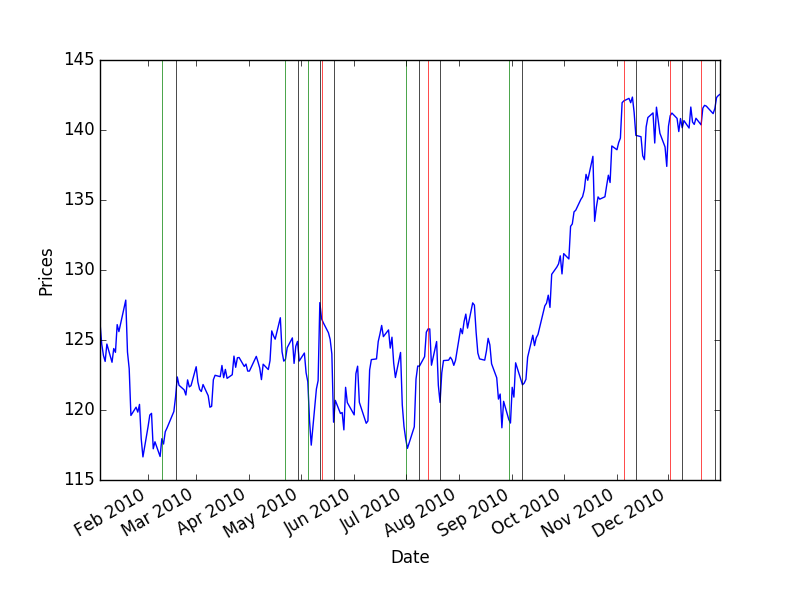 145
140
135
130
125
120
115
Prices
Feb 2010
Mar 2010
Apr 2010
May 2010
Jun 2010
Jul 2010
Aug 2010
Sep 2010
Oct 2010
Nov 2010
Dec 2010
Date